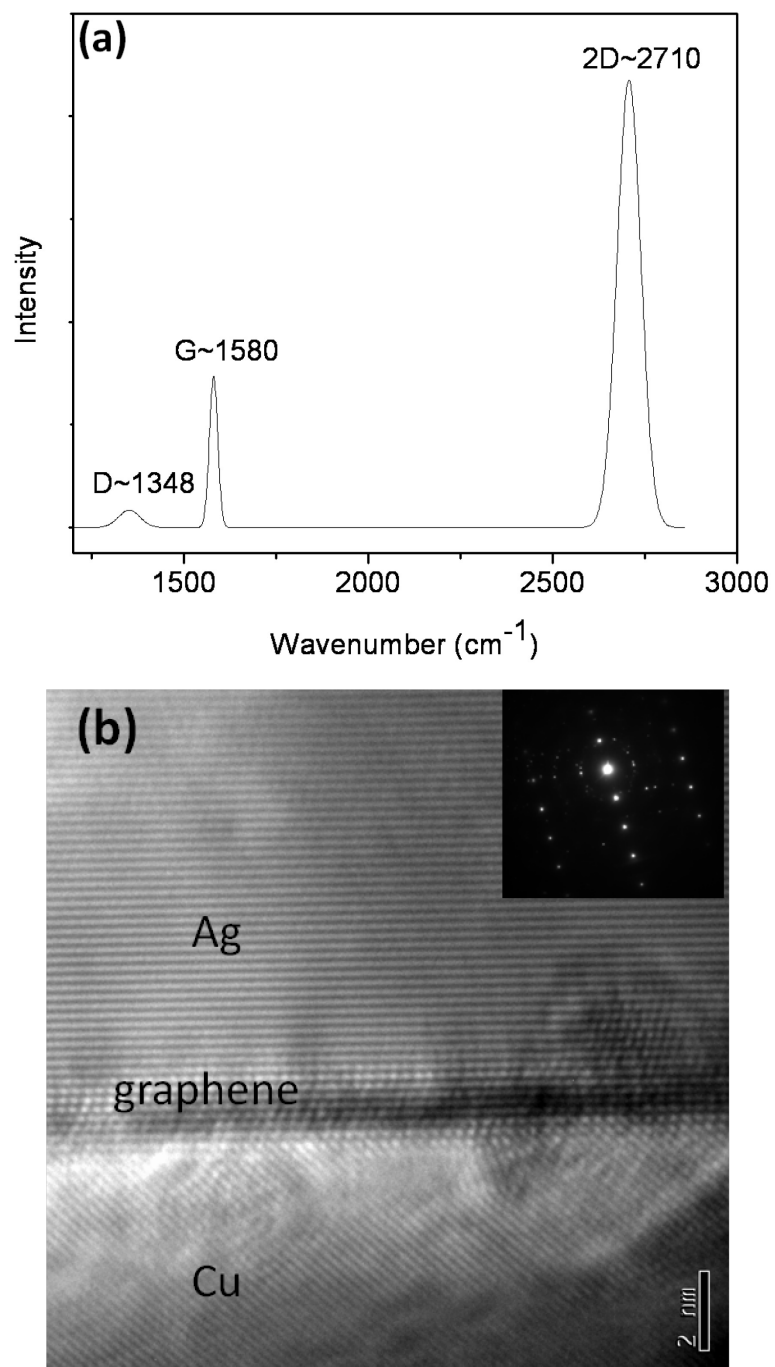 (a)
2D~2710
G~1580
D~1348
Intensity
1500 2000 2500 3000
Wavenumber (cm⁻¹)
(b)
Ag
graphene
Cu
2 nm